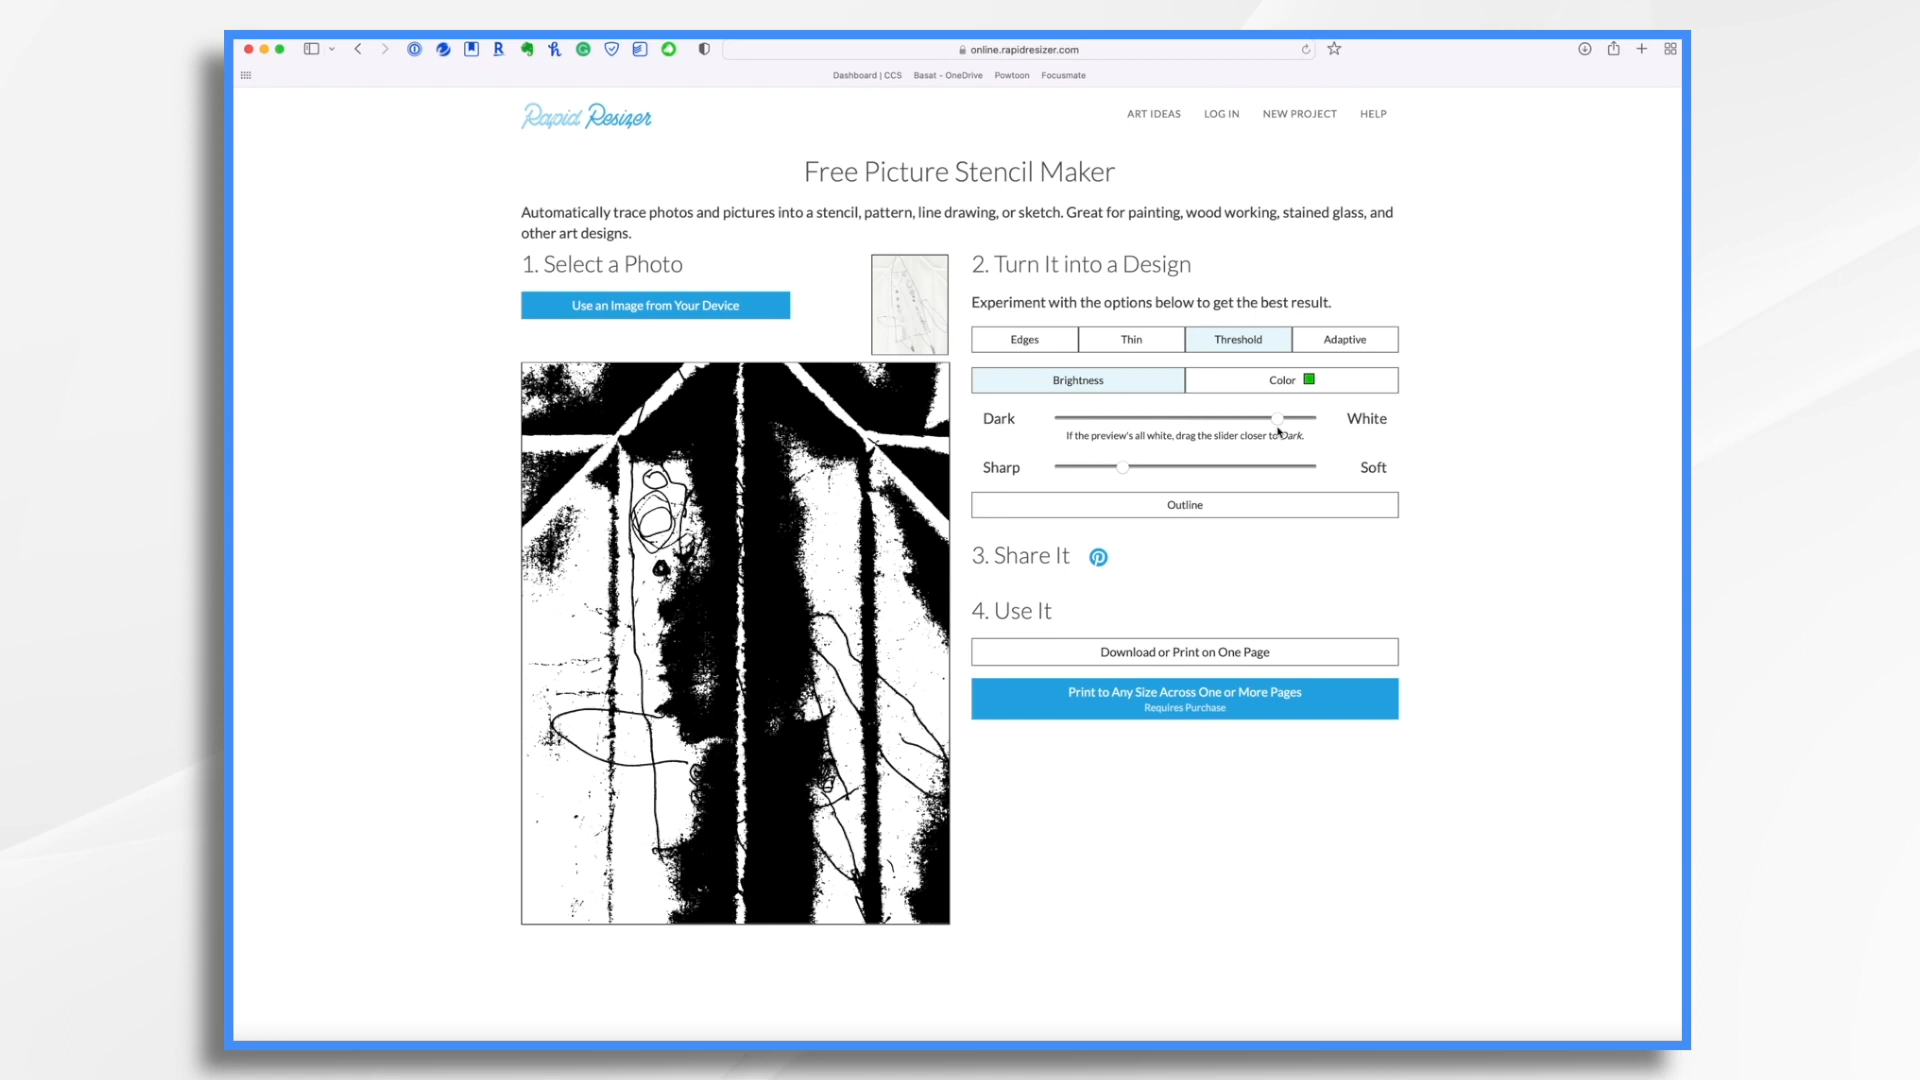 online.rapidresizer.com
Dashboard | CCS Basat - OneDrive Powtoon Focusmate
Rapid Resizer
ART IDEAS LOG IN NEW PROJECT HELP
Free Picture Stencil Maker
Automatically trace photos and pictures into a stencil, pattern, line drawing, or sketch. Great for painting, wood working, stained glass, and
other art designs.
1. Select a Photo
Use an Image from Your Device
2. Turn It into a Design
Experiment with the options below to get the best result.
Edges Thin Threshold Adaptive
Brightness Color
Dark White
If the preview's all white, drag the slider closer to Dark.
Sharp Soft
Outline
3. Share It
4. Use It
Download or Print on One Page
Print to Any Size Across One or More Pages
Requires Purchase